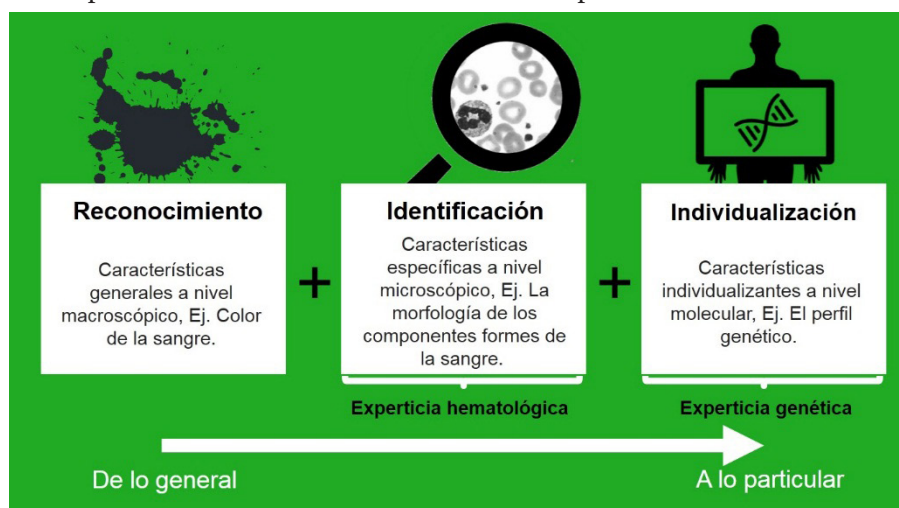 Reconocimiento
Características
generales a nivel
macroscópico, Ej. Color
de la sangre.
+
Identificación
Características
específicas a nivel
microscópico, Ej. La
morfología de los
componentes formes de
la sangre.
+
Individualización
Características
individualizantes a nivel
molecular, Ej. El perfil
genético.
Experticia hematológica
Experticia genética
De lo general
A lo particular